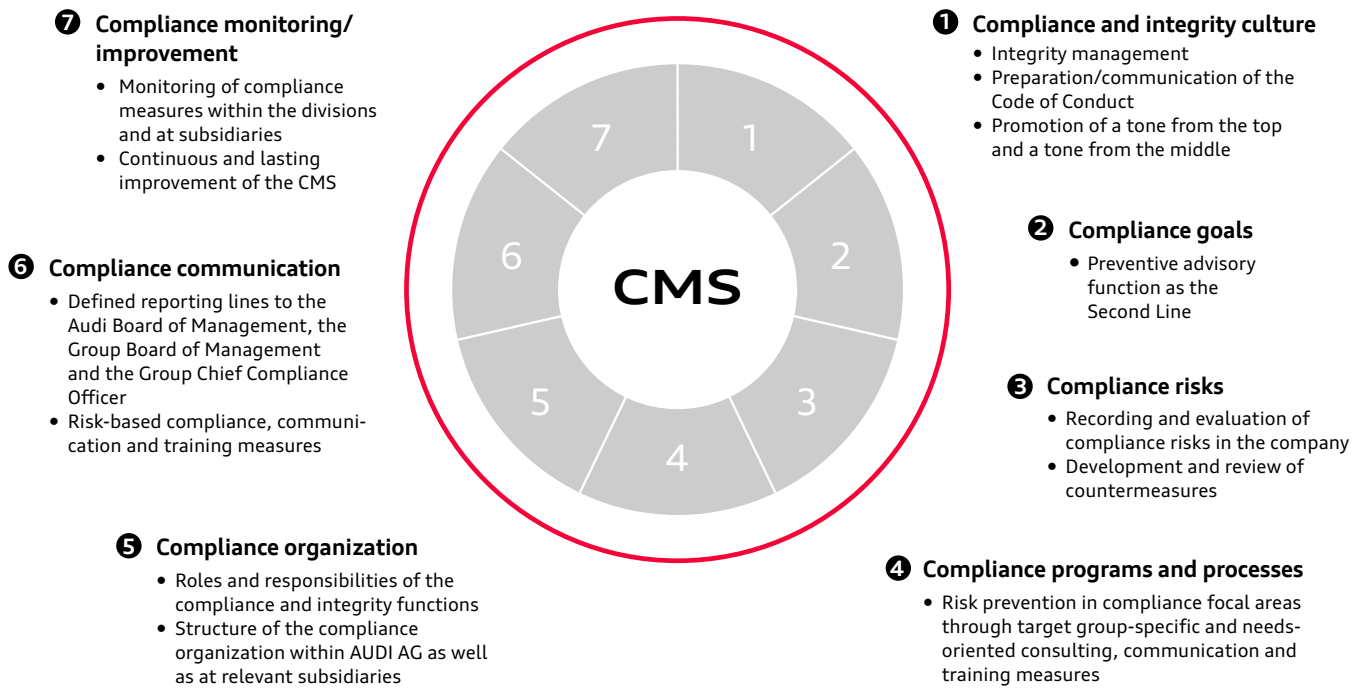 ❶ Compliance and integrity culture
• Integrity management
• Preparation/communication of the
Code of Conduct
• Promotion of a tone from the top
and a tone from the middle
❷ Compliance goals
• Preventive advisory
function as the
Second Line
❸ Compliance risks
• Recording and evaluation of
compliance risks in the company
• Development and review of
countermeasures
❹ Compliance programs and processes
• Risk prevention in compliance focal areas
through target group-specific and needs-
oriented consulting, communication and
training measures
❺ Compliance organization
• Roles and responsibilities of the
compliance and integrity functions
• Structure of the compliance
organization within AUDI AG as well
as at relevant subsidiaries
❻ Compliance communication
• Defined reporting lines to the
Audi Board of Management, the
Group Board of Management
and the Group Chief Compliance
Officer
• Risk-based compliance, communi-
cation and training measures
❼ Compliance monitoring/
improvement
• Monitoring of compliance
measures within the divisions
and at subsidiaries
• Continuous and lasting
improvement of the CMS
1
2
3
4
5
6
7
CMS